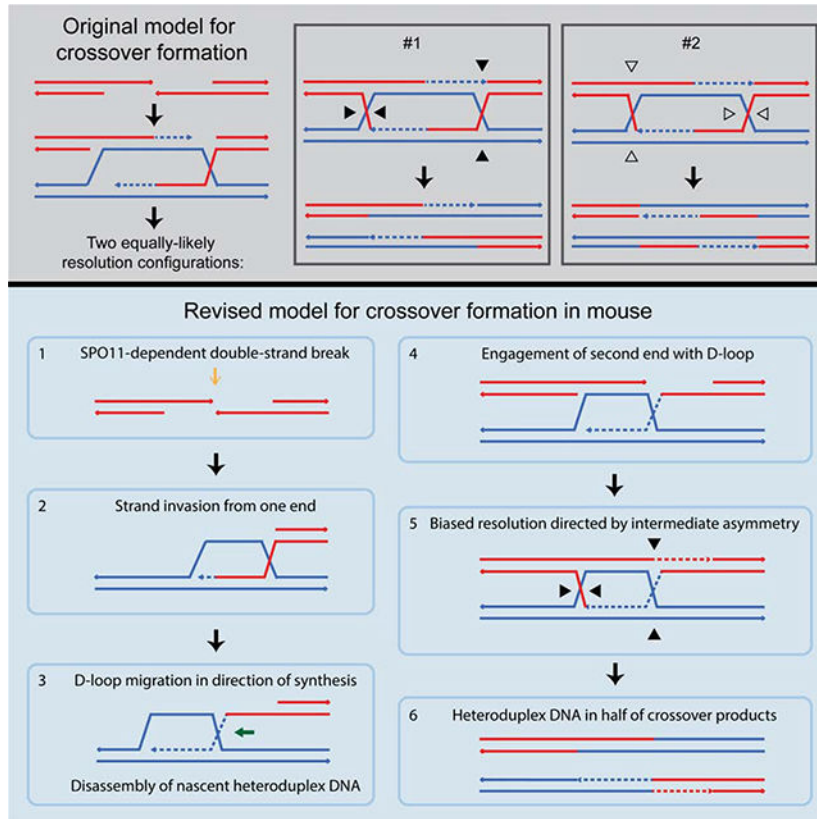 Original model for
crossover formation
Two equally-likely
resolution configurations:
#1
#2
Revised model for crossover formation in mouse
1 SPO11-dependent double-strand break
2 Strand invasion from one end
3 D-loop migration in direction of synthesis
Disassembly of nascent heteroduplex DNA
4 Engagement of second end with D-loop
5 Biased resolution directed by intermediate asymmetry
6 Heteroduplex DNA in half of crossover products